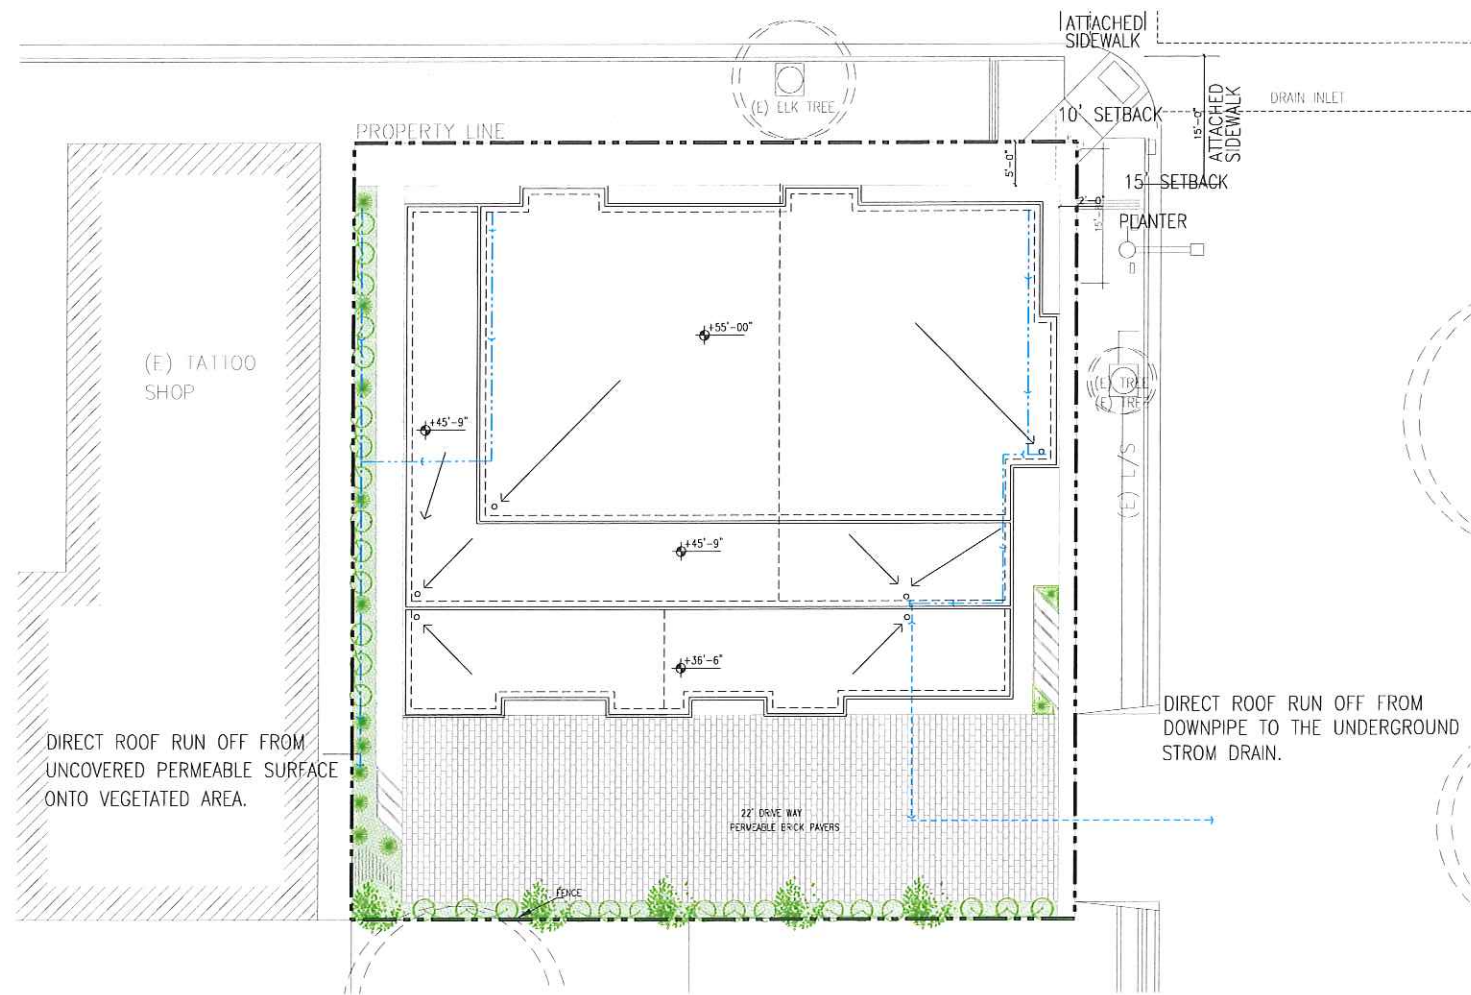 ATTACHED
SIDEWALK
(E) ELK TREE
10' SETBACK
15'-0"
ATTACHED
SIDEWALK
DRAIN INLET
PROPERTY LINE
5'-0"
15' SETBACK
2'-0"
PLANTER
(E) TATTOO
SHOP
+55'-00"
(E) TREE
(E) TREE
+45'-9"
(E) L/S
+45'-9"
+36'-6"
DIRECT ROOF RUN OFF FROM
UNCOVERED PERMEABLE SURFACE
ONTO VEGETATED AREA.
DIRECT ROOF RUN OFF FROM
DOWNPIPE TO THE UNDERGROUND
STROM DRAIN.
22' DRIVE WAY
PERMEABLE BRICK PAVERS
FENCE